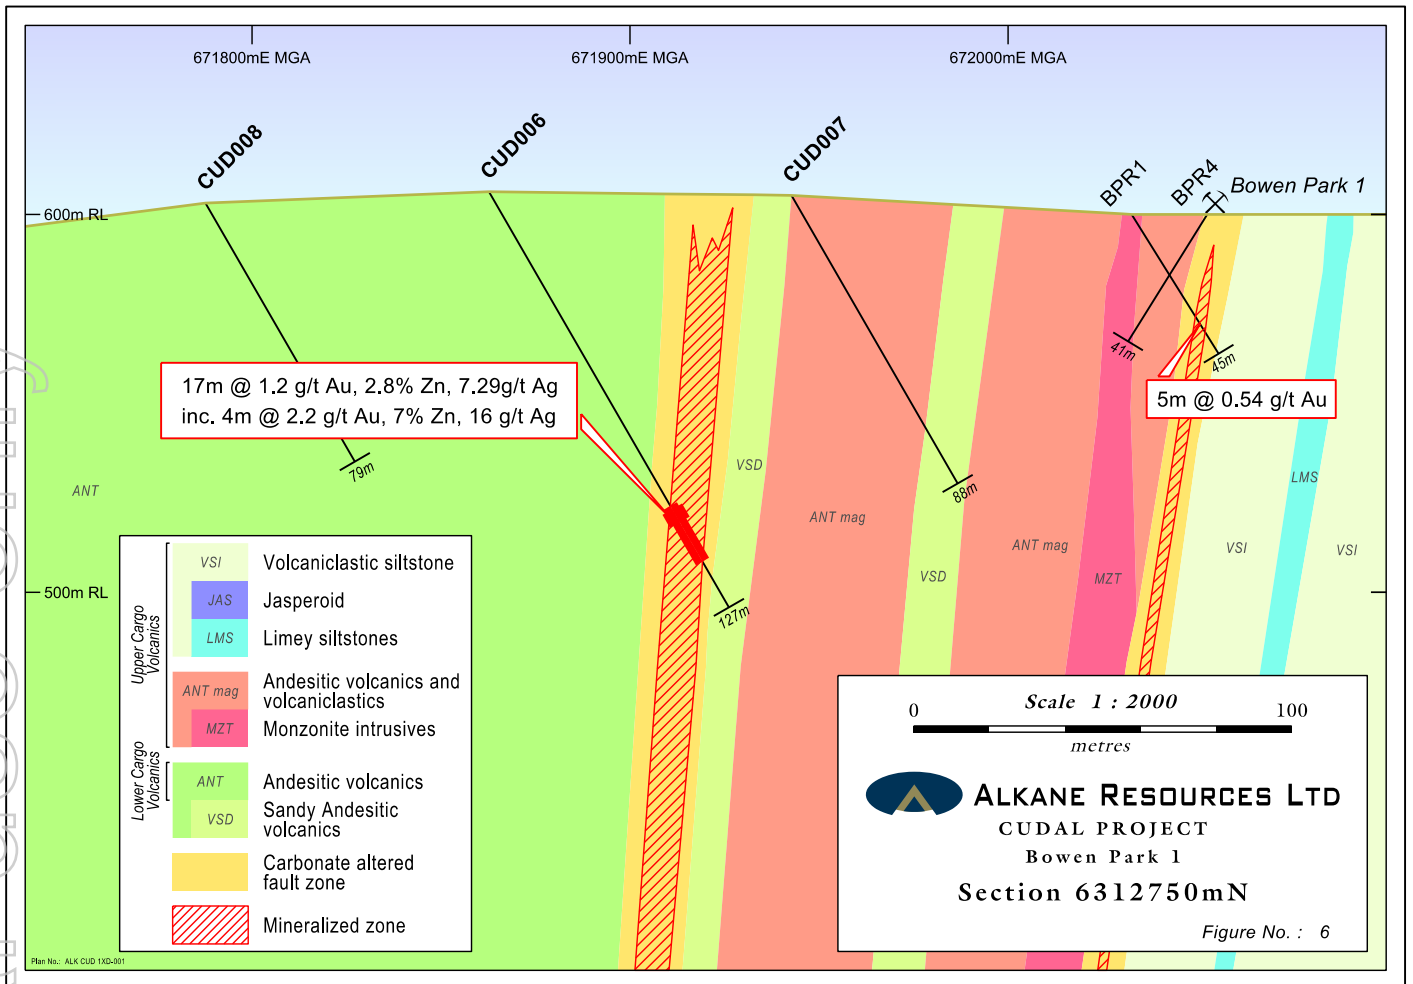 671800mE MGA
671900mE MGA
672000mE MGA
CUD008
CUD006
CUD007
BPR1
BPR4
Bowen Park 1
600m RL
500m RL
17m @ 1.2 g/t Au, 2.8% Zn, 7.29g/t Ag
inc. 4m @ 2.2 g/t Au, 7% Zn, 16 g/t Ag
5m @ 0.54 g/t Au
79m
127m
88m
41m
45m
ANT
VSD
ANT mag
VSD
ANT mag
MZT
VSI
LMS
VSI
Upper Cargo
Volcanics
VSI Volcaniclastic siltstone
JAS Jasperoid
LMS Limey siltstones
ANT mag Andesitic volcanics and
volcaniclastics
MZT Monzonite intrusives
Lower Cargo
Volcanics
ANT Andesitic volcanics
VSD Sandy Andesitic
volcanics
Carbonate altered
fault zone
Mineralized zone
Plan No.: ALK CUD 1XD-001
Scale 1 : 2000
0 100
metres
ALKANE RESOURCES LTD
CUDAL PROJECT
Bowen Park 1
Section 6312750mN
Figure No. : 6